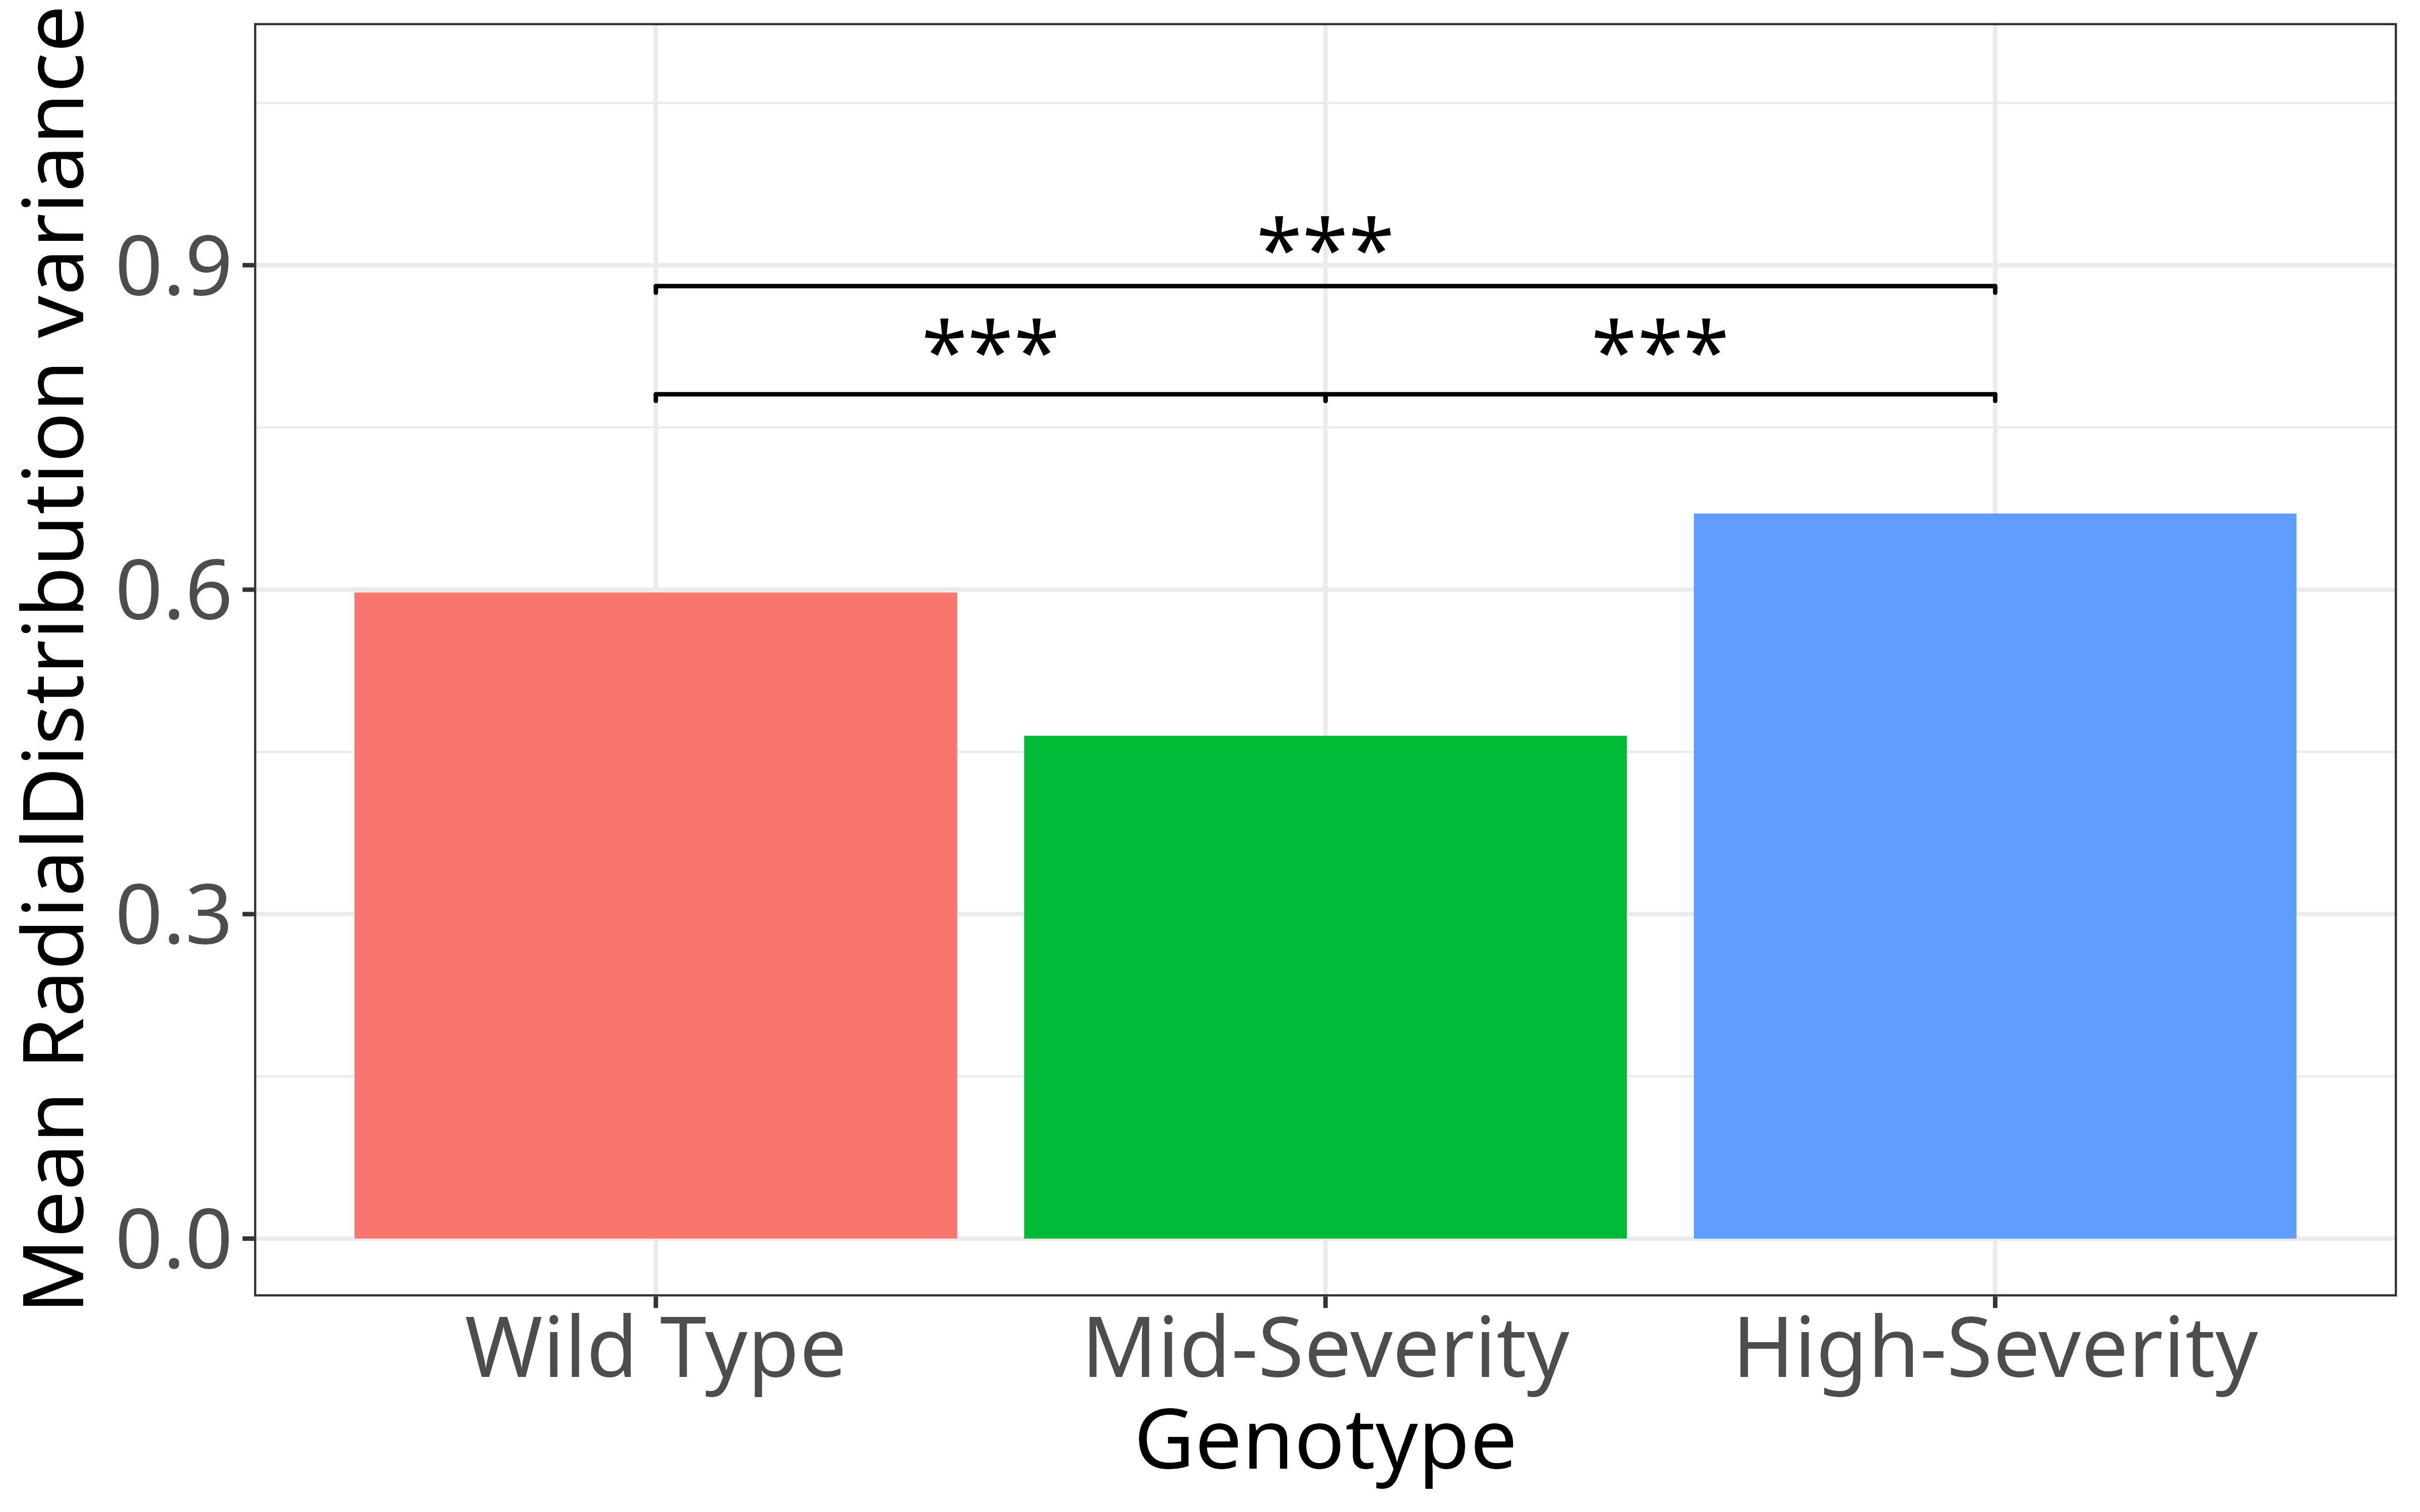 Mean RadialDistribution variance
0.9
0.6
0.3
0.0
***
***
***
Wild Type
Mid-Severity
High-Severity
Genotype